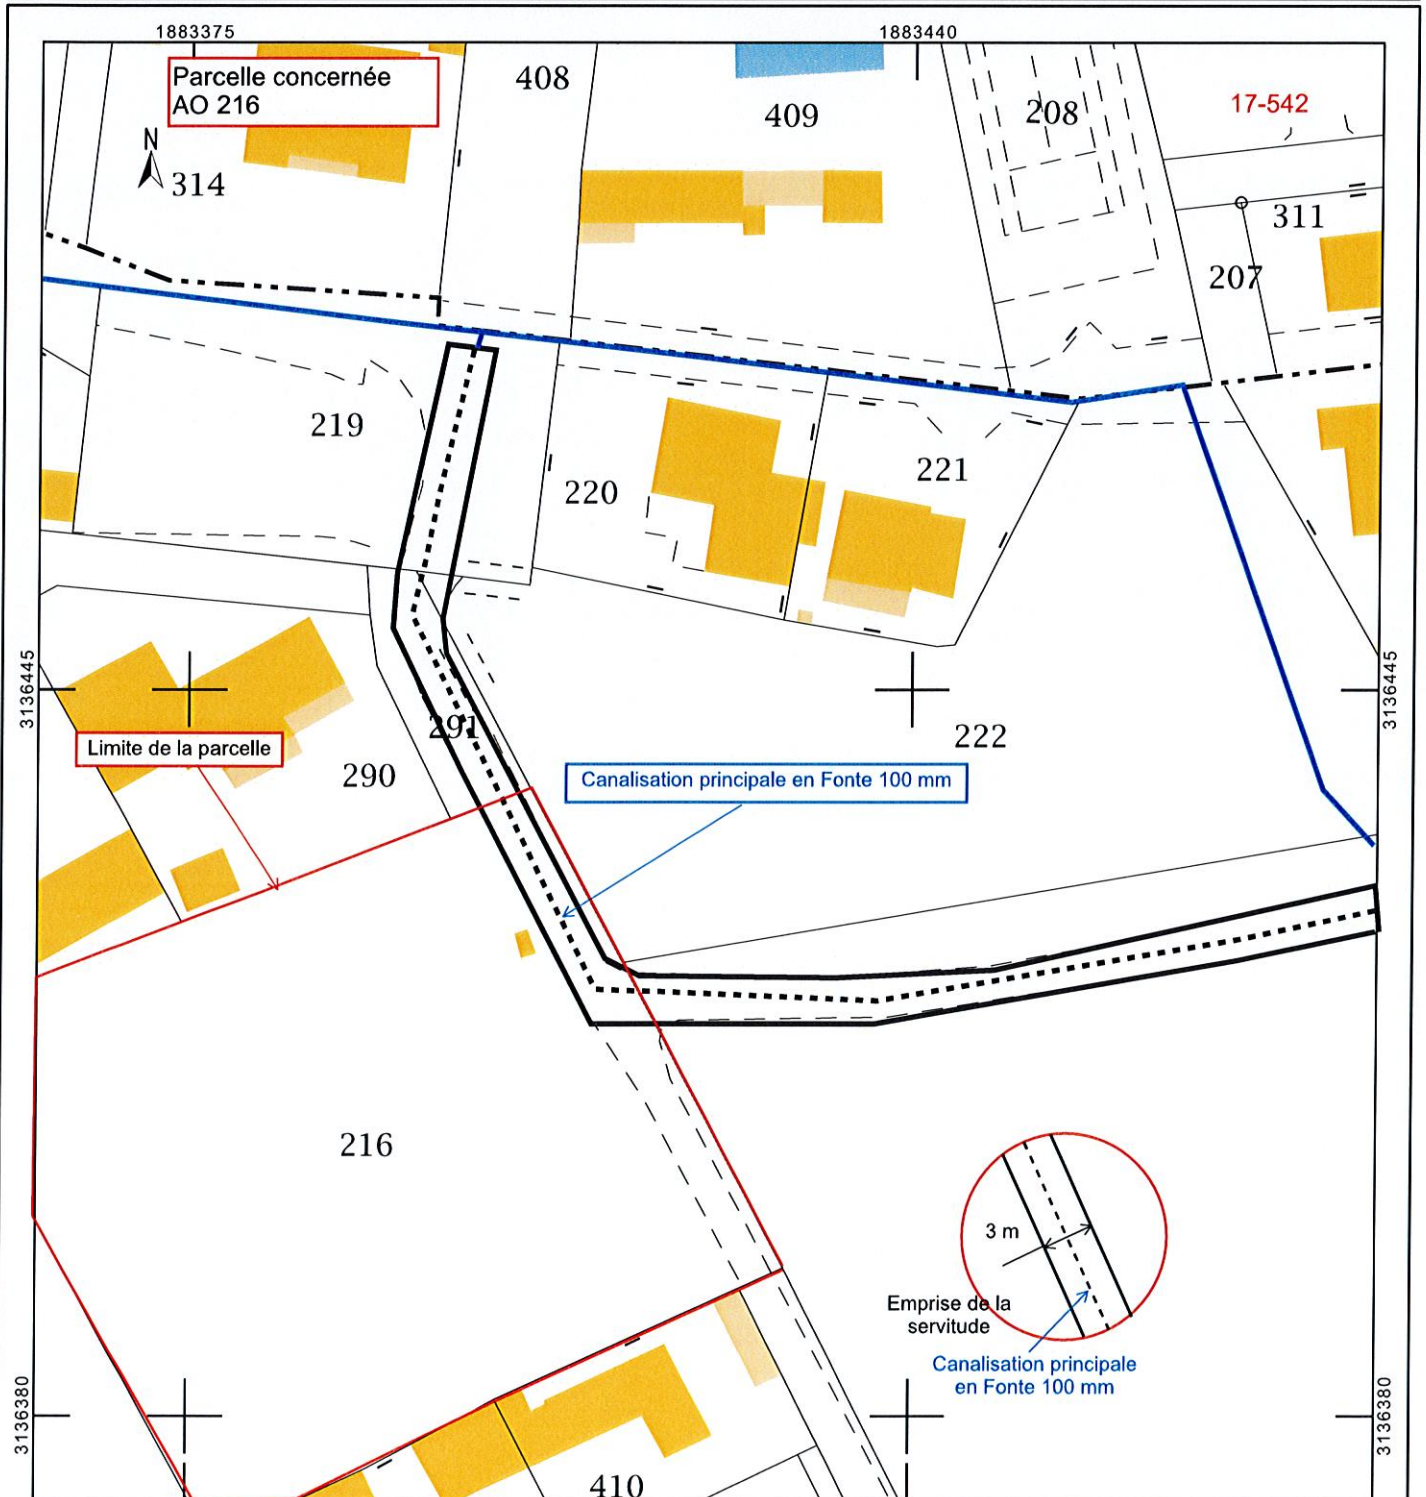 1883375
1883440
Parcelle concernée
AO 216
408
409
208
17-542
N
314
311
207
219
220
221
3136445
3136445
291
222
Limite de la parcelle
290
Canalisation principale en Fonte 100 mm
216
3 m
Emprise de la
servitude
Canalisation principale
en Fonte 100 mm
3136380
3136380
410